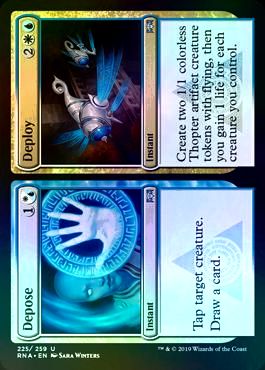 Deploy 2
Instant
Create two 1/1 colorless
Thopter artifact creature
tokens with flying, then
you gain 1 life for each
creature you control.
Depose 1
Instant
Tap target creature.
Draw a card.
225/259 U
RNA • EN SARA WINTERS
™ & © 2019 Wizards of the Coast